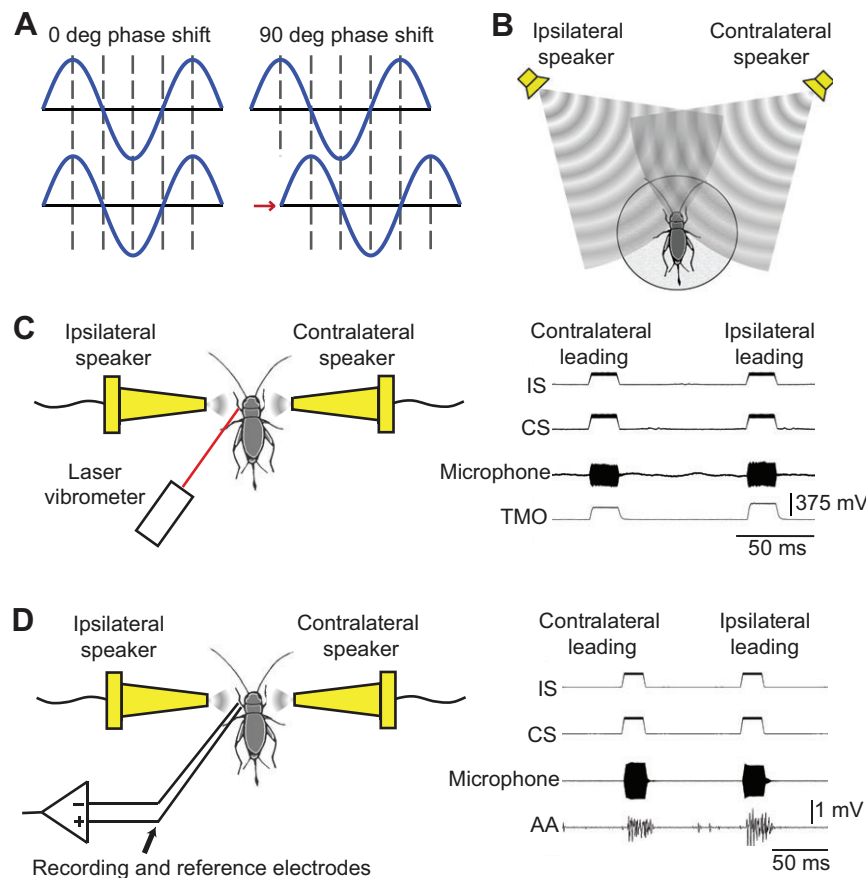 A
0 deg phase shift
90 deg phase shift
B
Ipsilateral
speaker
Contralateral
speaker
C
Ipsilateral
speaker
Contralateral
speaker
Laser
vibrometer
Contralateral
leading
Ipsilateral
leading
IS
CS
Microphone
TMO
375 mV
50 ms
D
Ipsilateral
speaker
Contralateral
speaker
−
+
Recording and reference electrodes
Contralateral
leading
Ipsilateral
leading
IS
CS
Microphone
AA
1 mV
50 ms